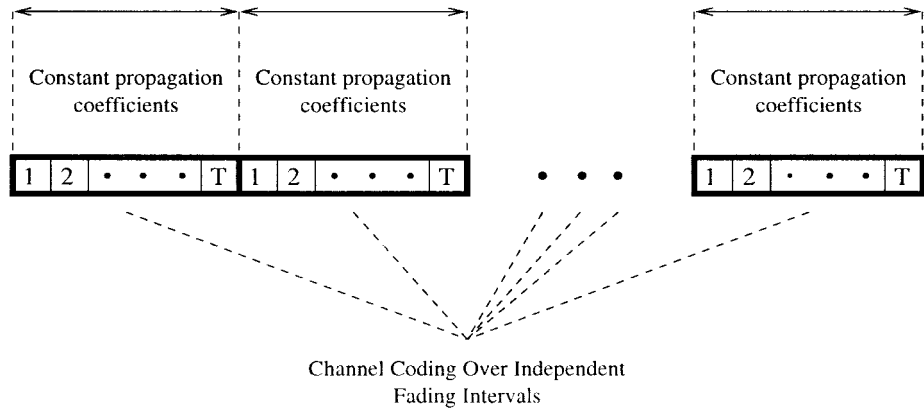 Constant propagation
coefficients
Constant propagation
coefficients
Constant propagation
coefficients
1 2 • • • T 1 2 • • • T • • • 1 2 • • • T
Channel Coding Over Independent
Fading Intervals